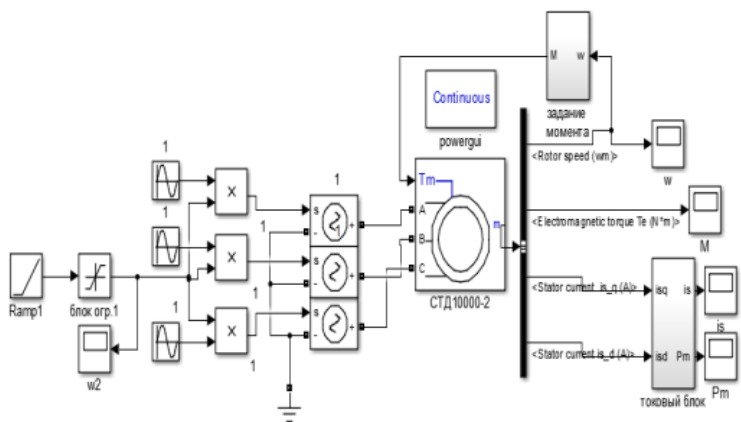 M
w
задание
момента
Continuous
powergui
<Rotor speed (wm)>
w
1
1
Tm
A
B
C
m
СТД10000-2
<Electromagnetic torque Te (N*m)>
M
1
X
s
-
+
1
1
X
s
-
+
Ramp1
блок огр.1
w2
1
X
1
s
-
+
1
<Stator current is_q (A)>
<Stator current is_d (A)>
isq
is
isd
Pm
токовый блок
is
Pm